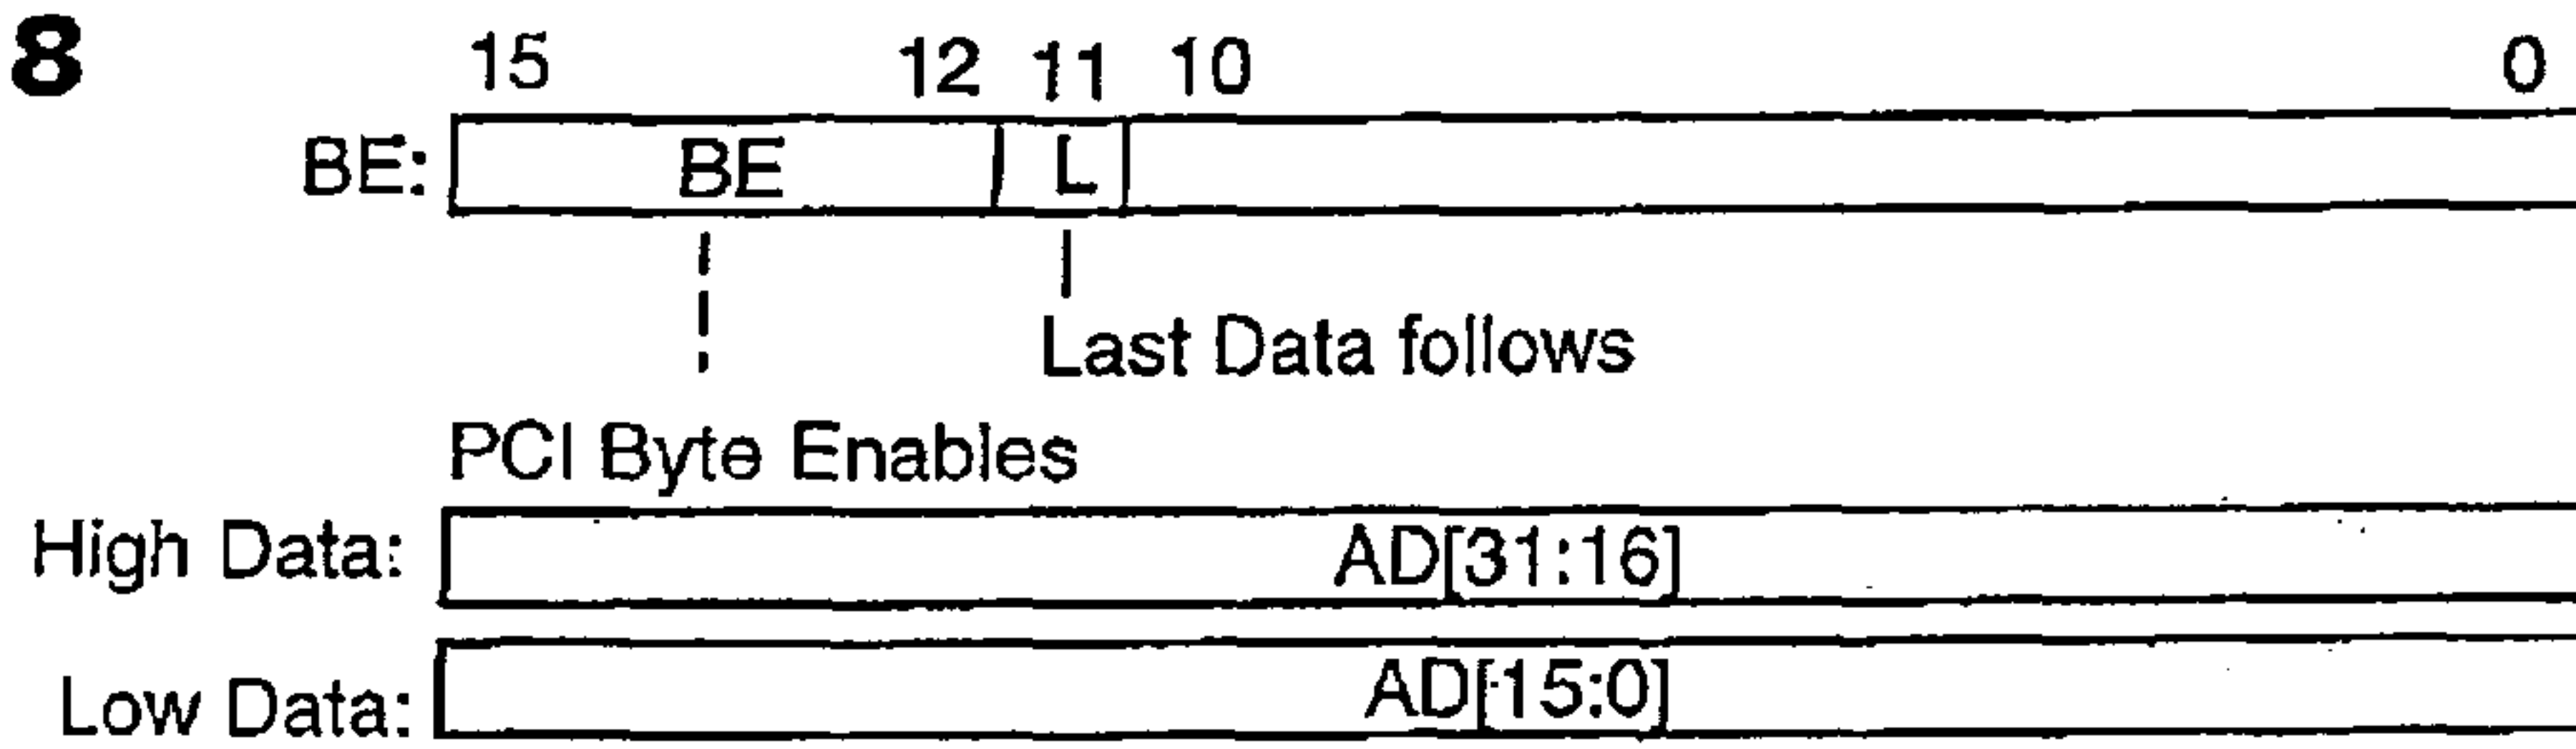 8 15 12 11 10 0
BE: BE L
Last Data follows
PCI Byte Enables
High Data: AD[31:16]
Low Data: AD[15:0]